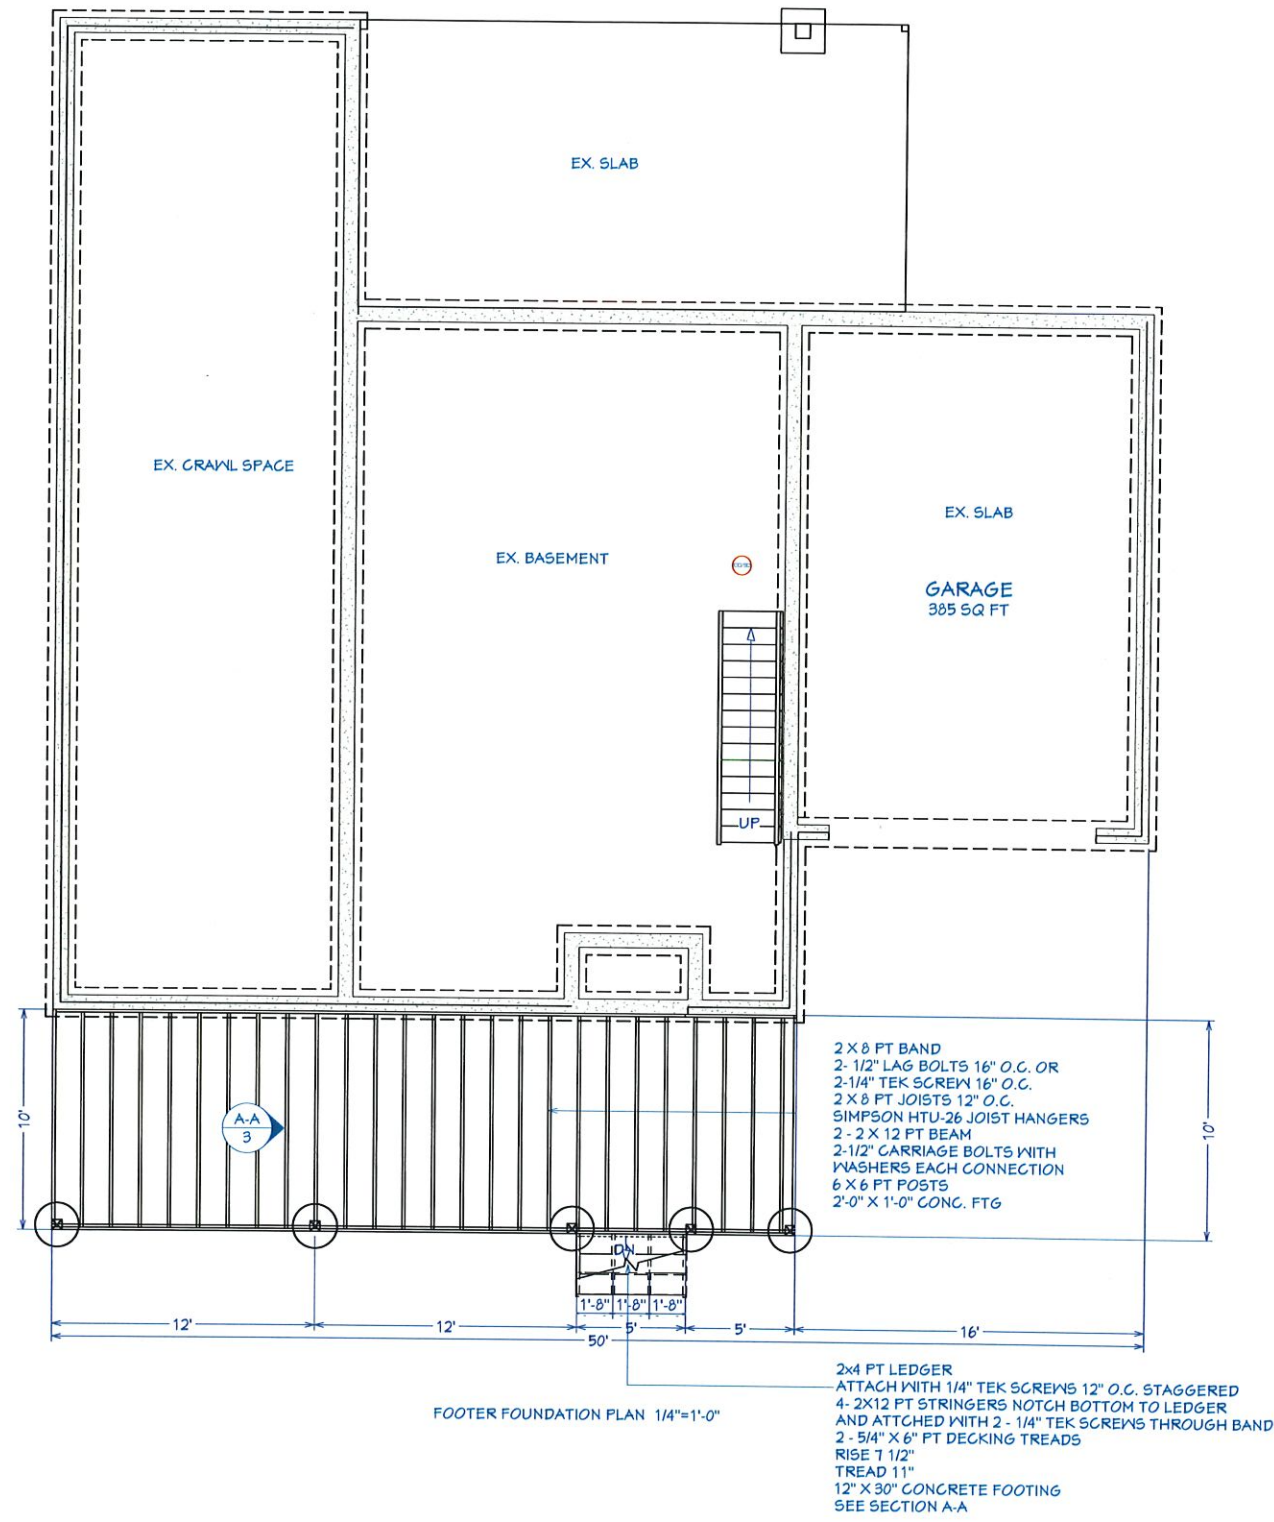 EX. SLAB
EX. CRAWL SPACE
EX. SLAB
EX. BASEMENT
GARAGE
385 SQ FT
UP
10'
A-A
3
2 X 8 PT BAND
2- 1/2" LAG BOLTS 16" O.C. OR
2-1/4" TEK SCREW 16" O.C.
2 X 8 PT JOISTS 12" O.C.
SIMPSON HTU-26 JOIST HANGERS
2 - 2 X 12 PT BEAM
2-1/2" CARRIAGE BOLTS WITH
WASHERS EACH CONNECTION
6 X 6 PT POSTS
2'-0" X 1'-0" CONC. FTG
10'
DN
1'-8" 1'-8" 1'-8"
12' 12' 5' 5' 16'
50'
2x4 PT LEDGER
ATTACH WITH 1/4" TEK SCREWS 12" O.C. STAGGERED
4- 2X12 PT STRINGERS NOTCH BOTTOM TO LEDGER
AND ATTCHED WITH 2 - 1/4" TEK SCREWS THROUGH BAND
2 - 5/4" X 6" PT DECKING TREADS
RISE 7 1/2"
TREAD 11"
12" X 30" CONCRETE FOOTING
SEE SECTION A-A
FOOTER FOUNDATION PLAN 1/4"=1'-0"